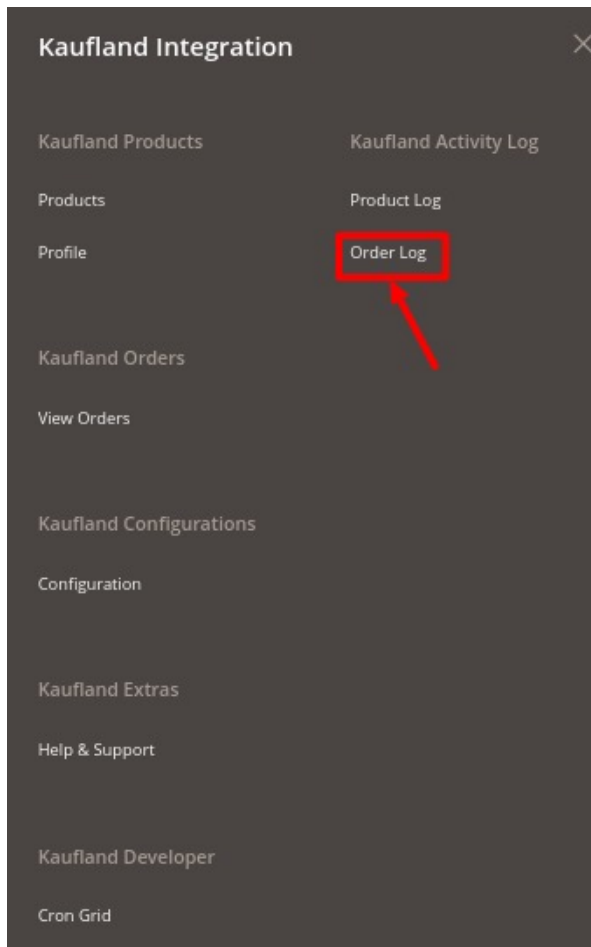 Kaufland Integration
Kaufland Products
Products
Profile
Kaufland Orders
View Orders
Kaufland Configurations
Configuration
Kaufland Extras
Help & Support
Kaufland Developer
Cron Grid
Kaufland Activity Log
Product Log
Order Log